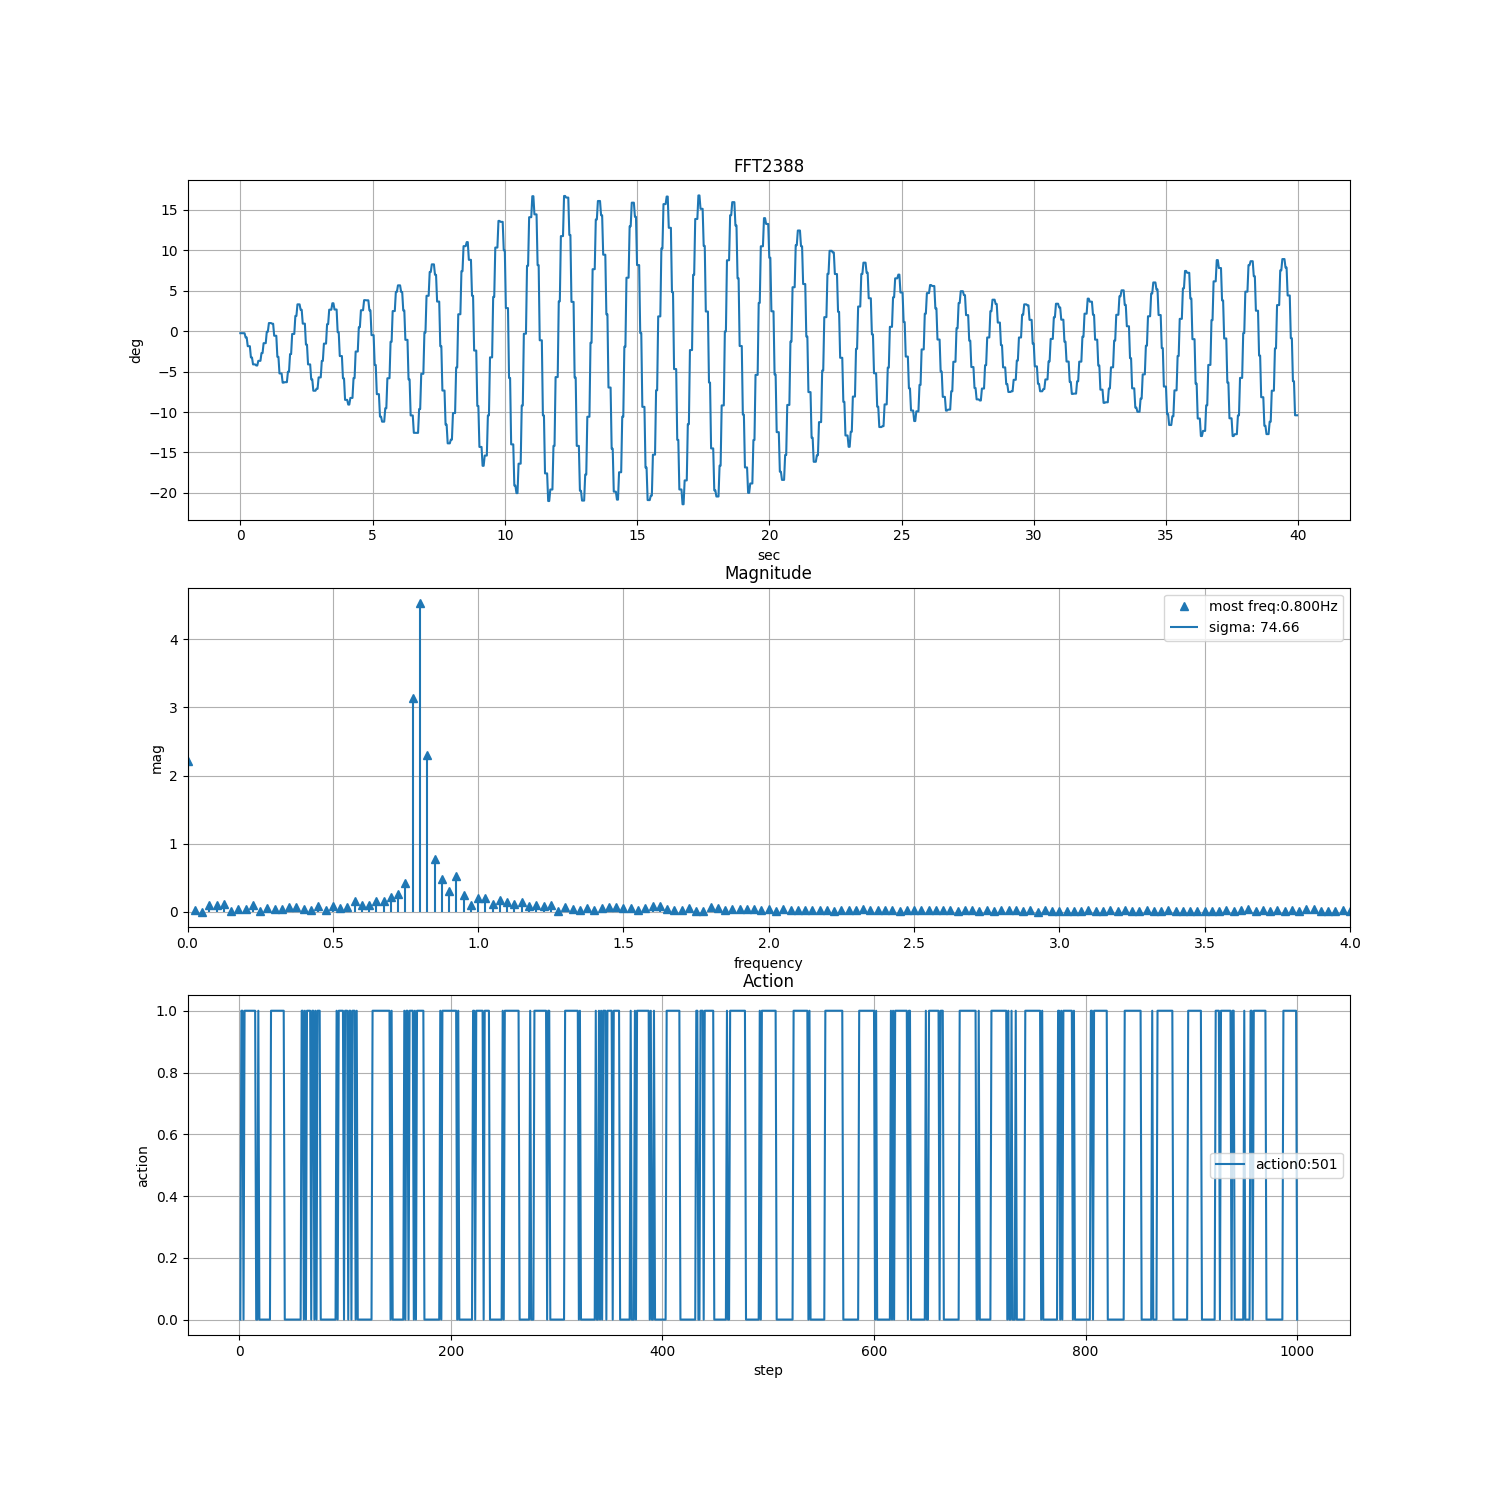 FFT2388
15
10
5
0
−5
−10
−15
−20
deg
0 5 10 15 20 25 30 35 40
sec
Magnitude
most freq:0.800Hz
sigma: 74.66
4
3
2
1
0
mag
0.0 0.5 1.0 1.5 2.0 2.5 3.0 3.5 4.0
frequency
Action
1.0
0.8
0.6
0.4
0.2
0.0
action
action0:501
0 200 400 600 800 1000
step